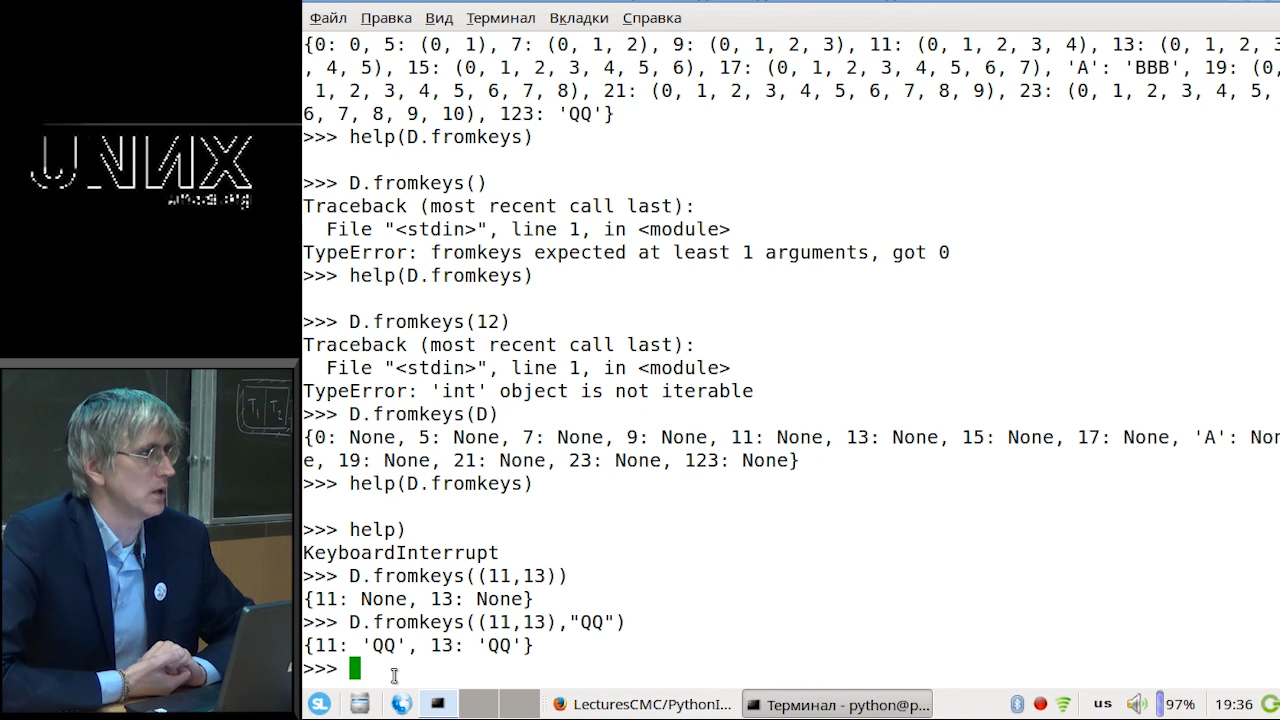 Файл Правка Вид Терминал Вкладки Справка
{0: 0, 5: (0, 1), 7: (0, 1, 2), 9: (0, 1, 2, 3), 11: (0, 1, 2, 3, 4), 13: (0, 1, 2, 3
, 4, 5), 15: (0, 1, 2, 3, 4, 5, 6), 17: (0, 1, 2, 3, 4, 5, 6, 7), 'A': 'BBB', 19: (0,
1, 2, 3, 4, 5, 6, 7, 8), 21: (0, 1, 2, 3, 4, 5, 6, 7, 8, 9), 23: (0, 1, 2, 3, 4, 5,
6, 7, 8, 9, 10), 123: 'QQ'}
>>> help(D.fromkeys)
>>> D.fromkeys()
Traceback (most recent call last):
File "<stdin>", line 1, in <module>
TypeError: fromkeys expected at least 1 arguments, got 0
>>> help(D.fromkeys)
>>> D.fromkeys(12)
Traceback (most recent call last):
File "<stdin>", line 1, in <module>
TypeError: 'int' object is not iterable
>>> D.fromkeys(D)
{0: None, 5: None, 7: None, 9: None, 11: None, 13: None, 15: None, 17: None, 'A': Non
e, 19: None, 21: None, 23: None, 123: None}
>>> help(D.fromkeys)
>>> help)
KeyboardInterrupt
>>> D.fromkeys((11,13))
{11: None, 13: None}
>>> D.fromkeys((11,13),"QQ")
{11: 'QQ', 13: 'QQ'}
>>>
UNИX
T1 T2
LecturesCMC/PythonI... Терминал - python@p... us 97% 19:36